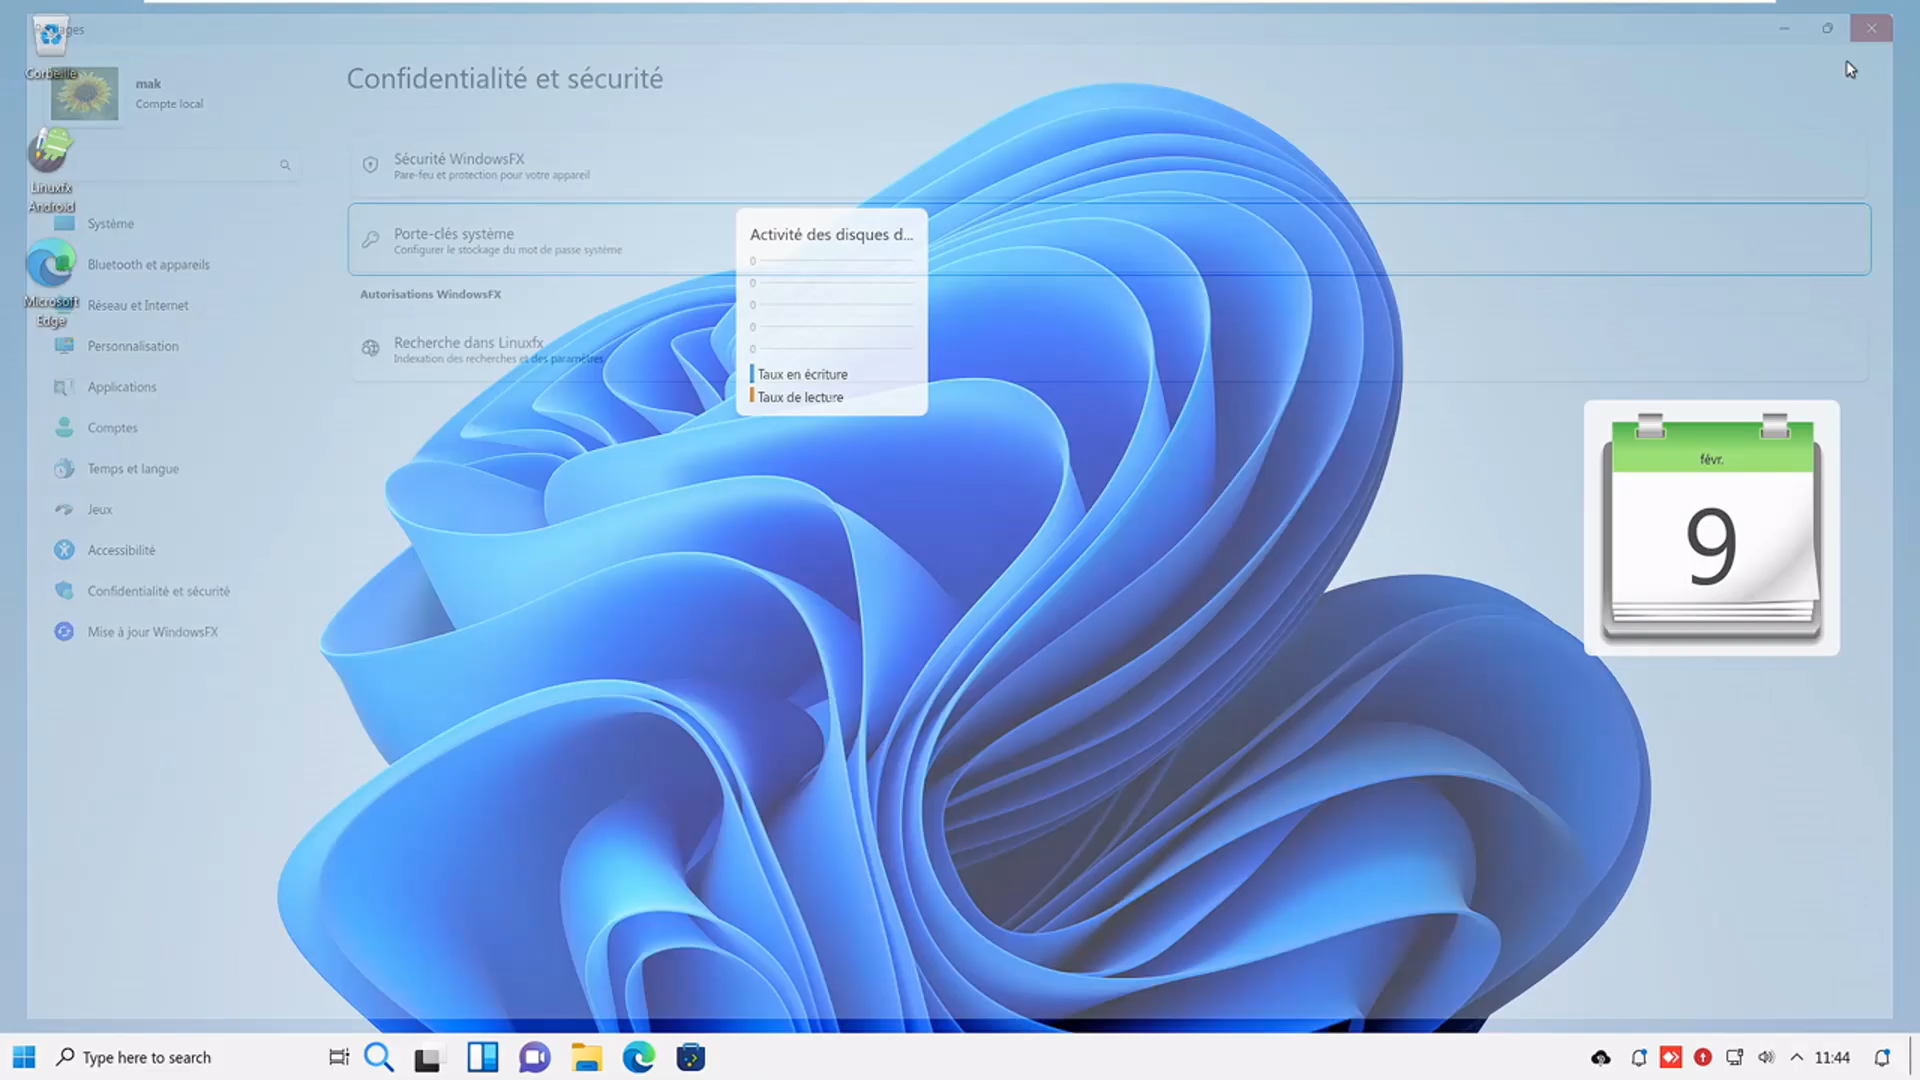 Corbeille
mak
Compte local
Confidentialité et sécurité
Sécurité WindowsFX
Pare-feu et protection pour votre appareil
Linuxfx
Android
Système
Porte-clés système
Configurer le stockage du mot de passe système
Activité des disques d...
0
0
0
0
0
Taux en écriture
Taux de lecture
Bluetooth et appareils
Microsoft
Edge
Réseau et Internet
Autorisations WindowsFX
Personnalisation
Recherche dans Linuxfx
Indexation des recherches et des paramètres
Applications
Comptes
Temps et langue
Jeux
Accessibilité
Confidentialité et sécurité
Mise à jour WindowsFX
févr.
9
Type here to search
11:44